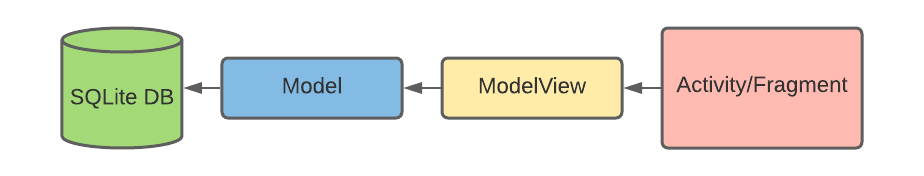 SQLite DB
Model
ModelView
Activity/Fragment